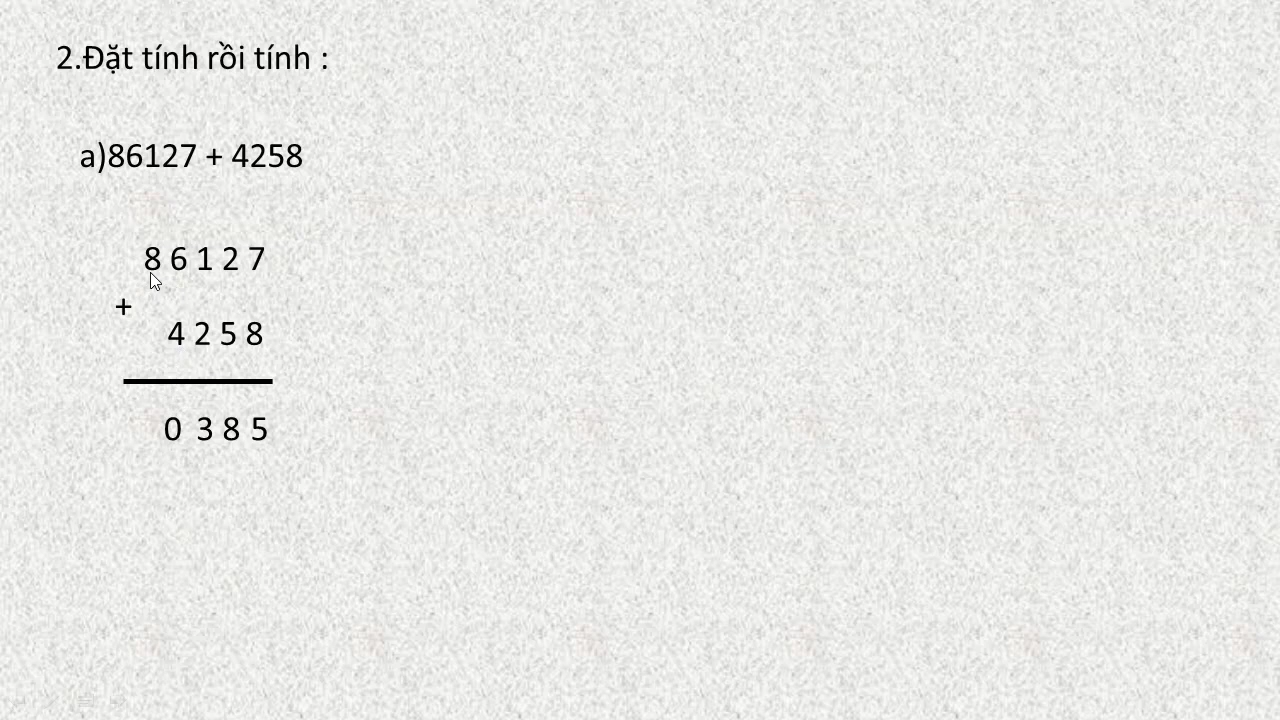 2.Đặt tính rồi tính :
a)86127 + 4258
8 6 1 2 7
+
4 2 5 8
0 3 8 5